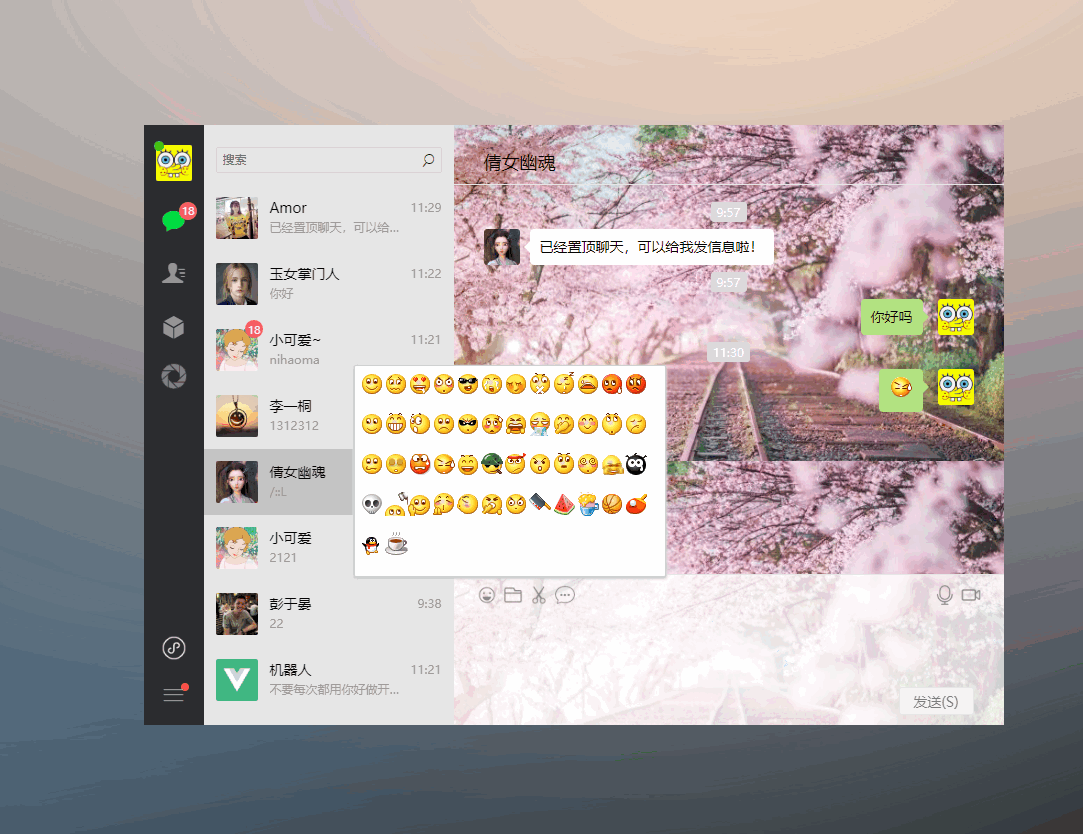 搜索
18
Amor 11:29
已经置顶聊天，可以给...
玉女掌门人 11:22
你好
18
小可爱~ 11:21
nihaoma
李一桐
1312312
倩女幽魂
/::L
小可爱
2121
彭于晏 9:38
22
机器人 11:21
不要每次都用你好做开...
倩女幽魂
9:57
已经置顶聊天，可以给我发信息啦！
9:57
你好吗
11:30
发送(S)